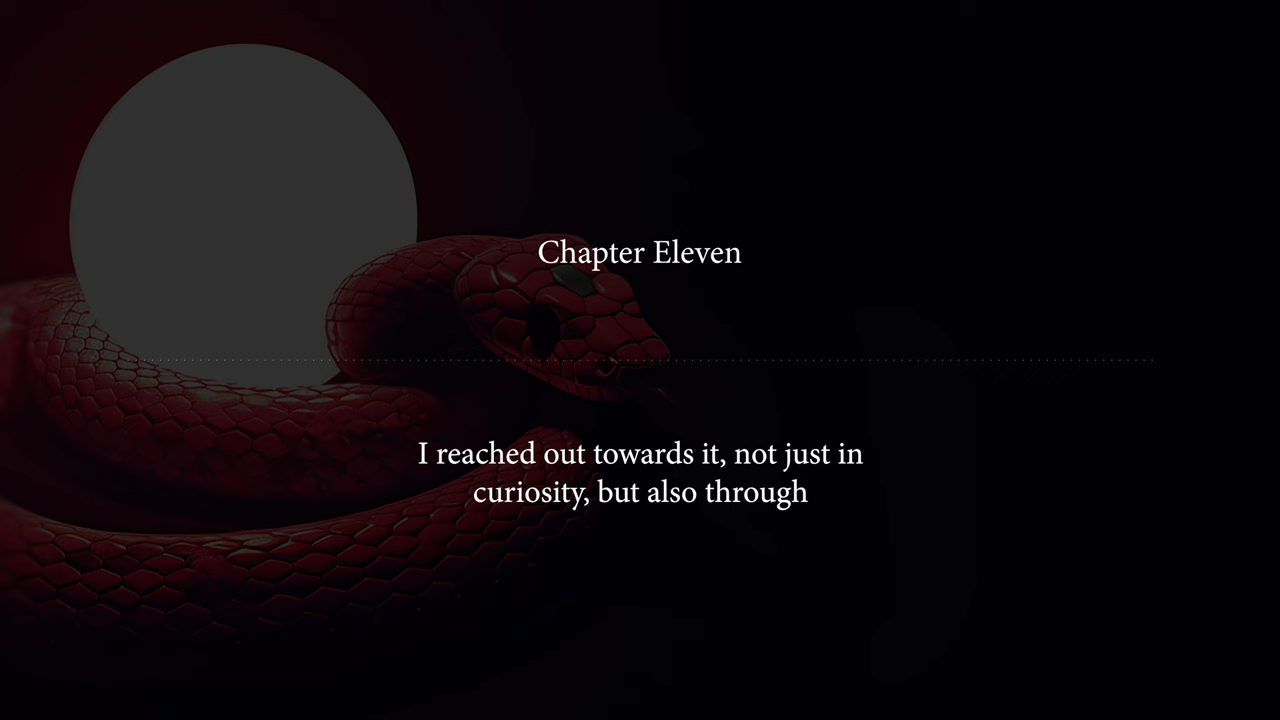 Chapter Eleven
I reached out towards it, not just in
curiosity, but also through